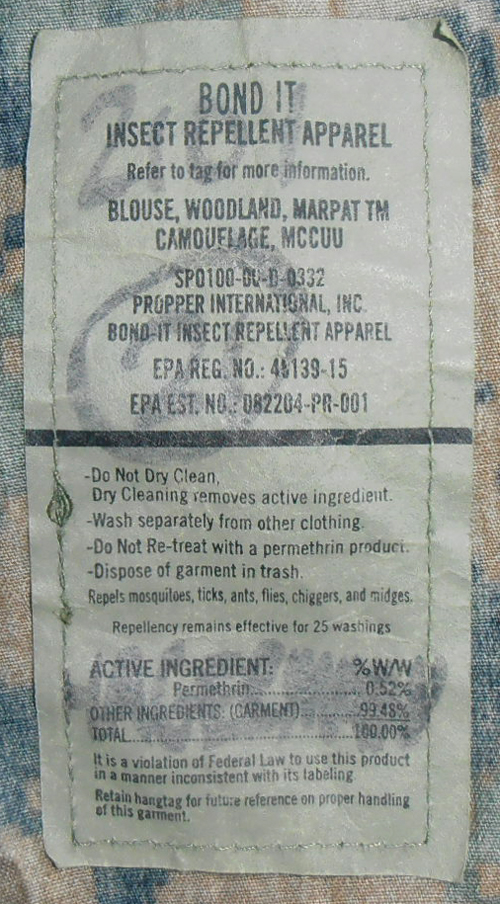 BOND IT
INSECT REPELLENT APPAREL
Refer to tag for more information.
BLOUSE, WOODLAND, MARPAT TM
CAMOUFLAGE, MCCUU
PROPPER INTERNATIONAL, INC.
BOND-IT INSECT REPELLENT APPAREL
EPA REG. NO.:
EPA EST. NO.: 082204-PR-001
-Do Not Dry Clean,
Dry Cleaning removes active ingredient.
-Wash separately from other clothing.
-Do Not Re-treat with a permethrin product.
-Dispose of garment in trash.
Repels mosquitoes, ticks, ants, flies, chiggers, and midges.
Repellency remains effective for 25 washings
ACTIVE INGREDIENT: %W/W
Permethrin..................... 0.52%
OTHER INGREDIENTS: (GARMENT)............99.48%
TOTAL...............................................100.00%
It is a violation of Federal Law to use this product
in a manner inconsistent with its labeling.
Retain hangtag for future reference on proper handling
of this garment.